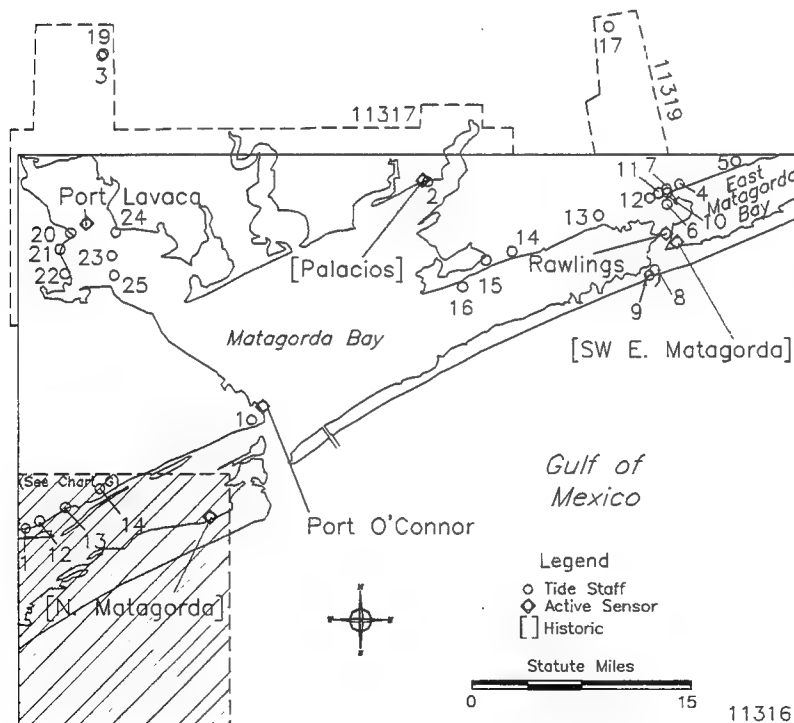 19
3
17
11317
11319
Port Lavaca
24
20
21
22
23
25
2
[Palacios]
11
7
12
4
5
East
Matagorda
Bay
10
6
13
14
15
16
Rawlings
9
8
[SW E. Matagorda]
Matagorda Bay
1
Gulf of
Mexico
(See Chart G)
14
13
12
1
Port O'Connor
[N. Matagorda]
Legend
Tide Staff
Active Sensor
[ ] Historic
Statute Miles
0
15
11316